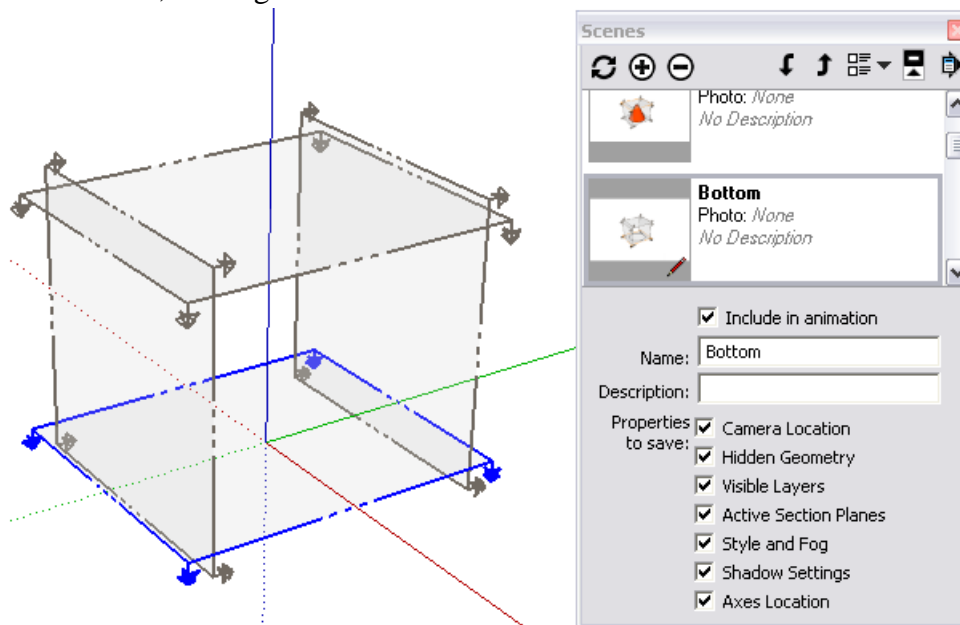 Scenes
Photo: None
No Description
Bottom
Photo: None
No Description
Include in animation
Name: Bottom
Description:
Properties to save:
Camera Location
Hidden Geometry
Visible Layers
Active Section Planes
Style and Fog
Shadow Settings
Axes Location